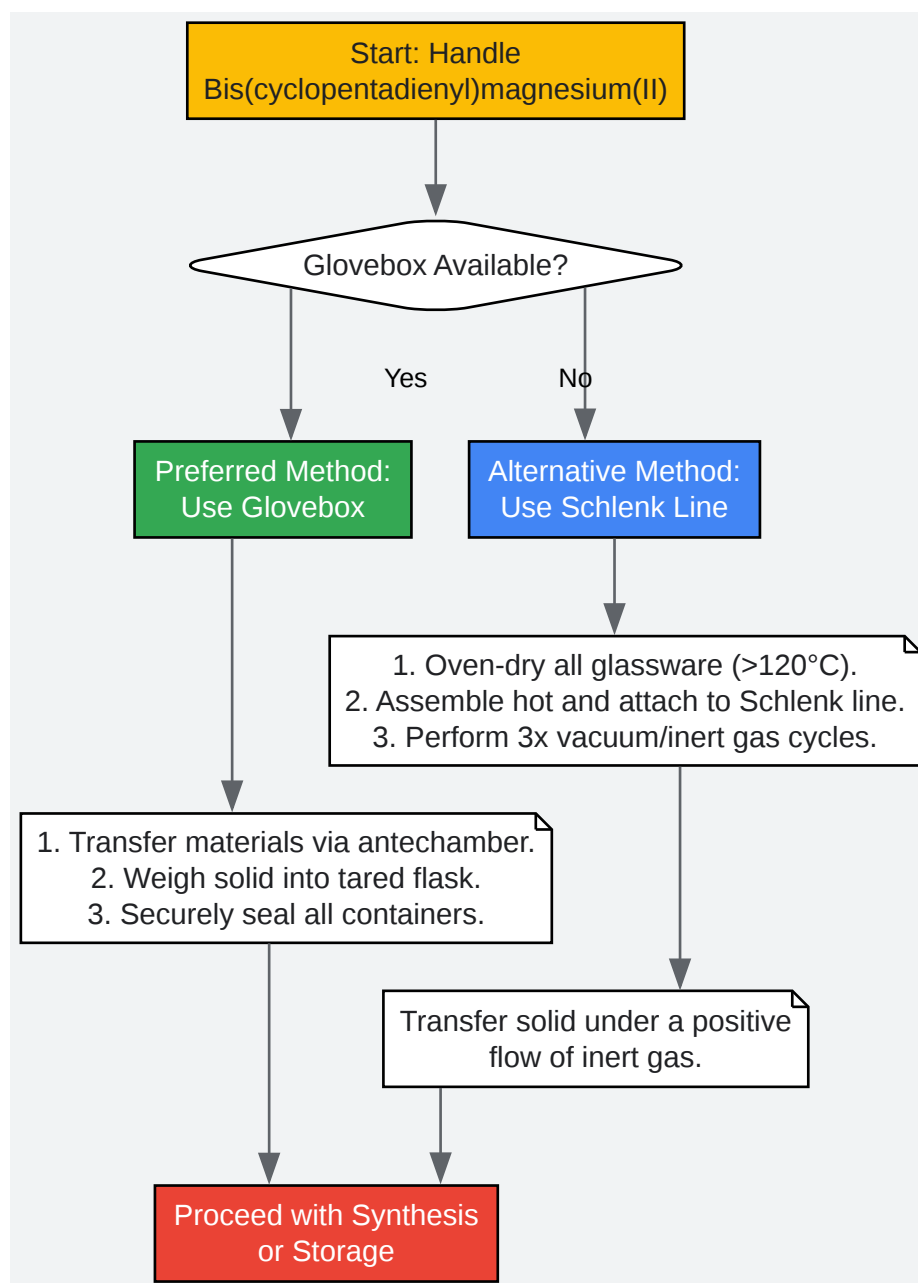 Start: Handle
Bis(cyclopentadienyl)magnesium(II)
Glovebox Available?
Yes
No
Preferred Method:
Use Glovebox
Alternative Method:
Use Schlenk Line
1. Oven-dry all glassware (>120°C).
2. Assemble hot and attach to Schlenk line.
3. Perform 3x vacuum/inert gas cycles.
1. Transfer materials via antechamber.
2. Weigh solid into tared flask.
3. Securely seal all containers.
Transfer solid under a positive
flow of inert gas.
Proceed with Synthesis
or Storage